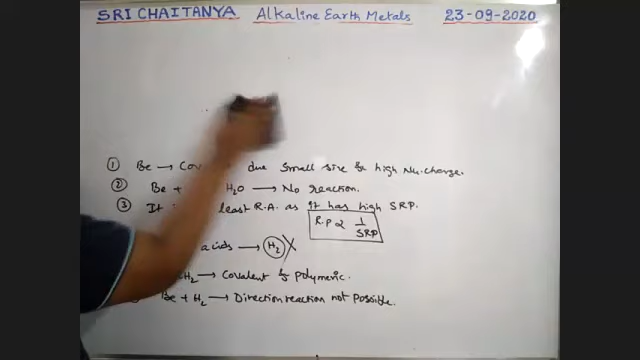 SRI CHAITANYA Alkaline Earth Metals 23-09-2020
① Be → Cov due small size & high Nu.charge.
② Be + H₂O → No reaction.
③ It i least R.A. as it has high SRP.
R.P ∝ 1/SRP
acids → H₂
H₂ → Covalent & Polymeric.
Be + H₂ → Direction reaction not possible.